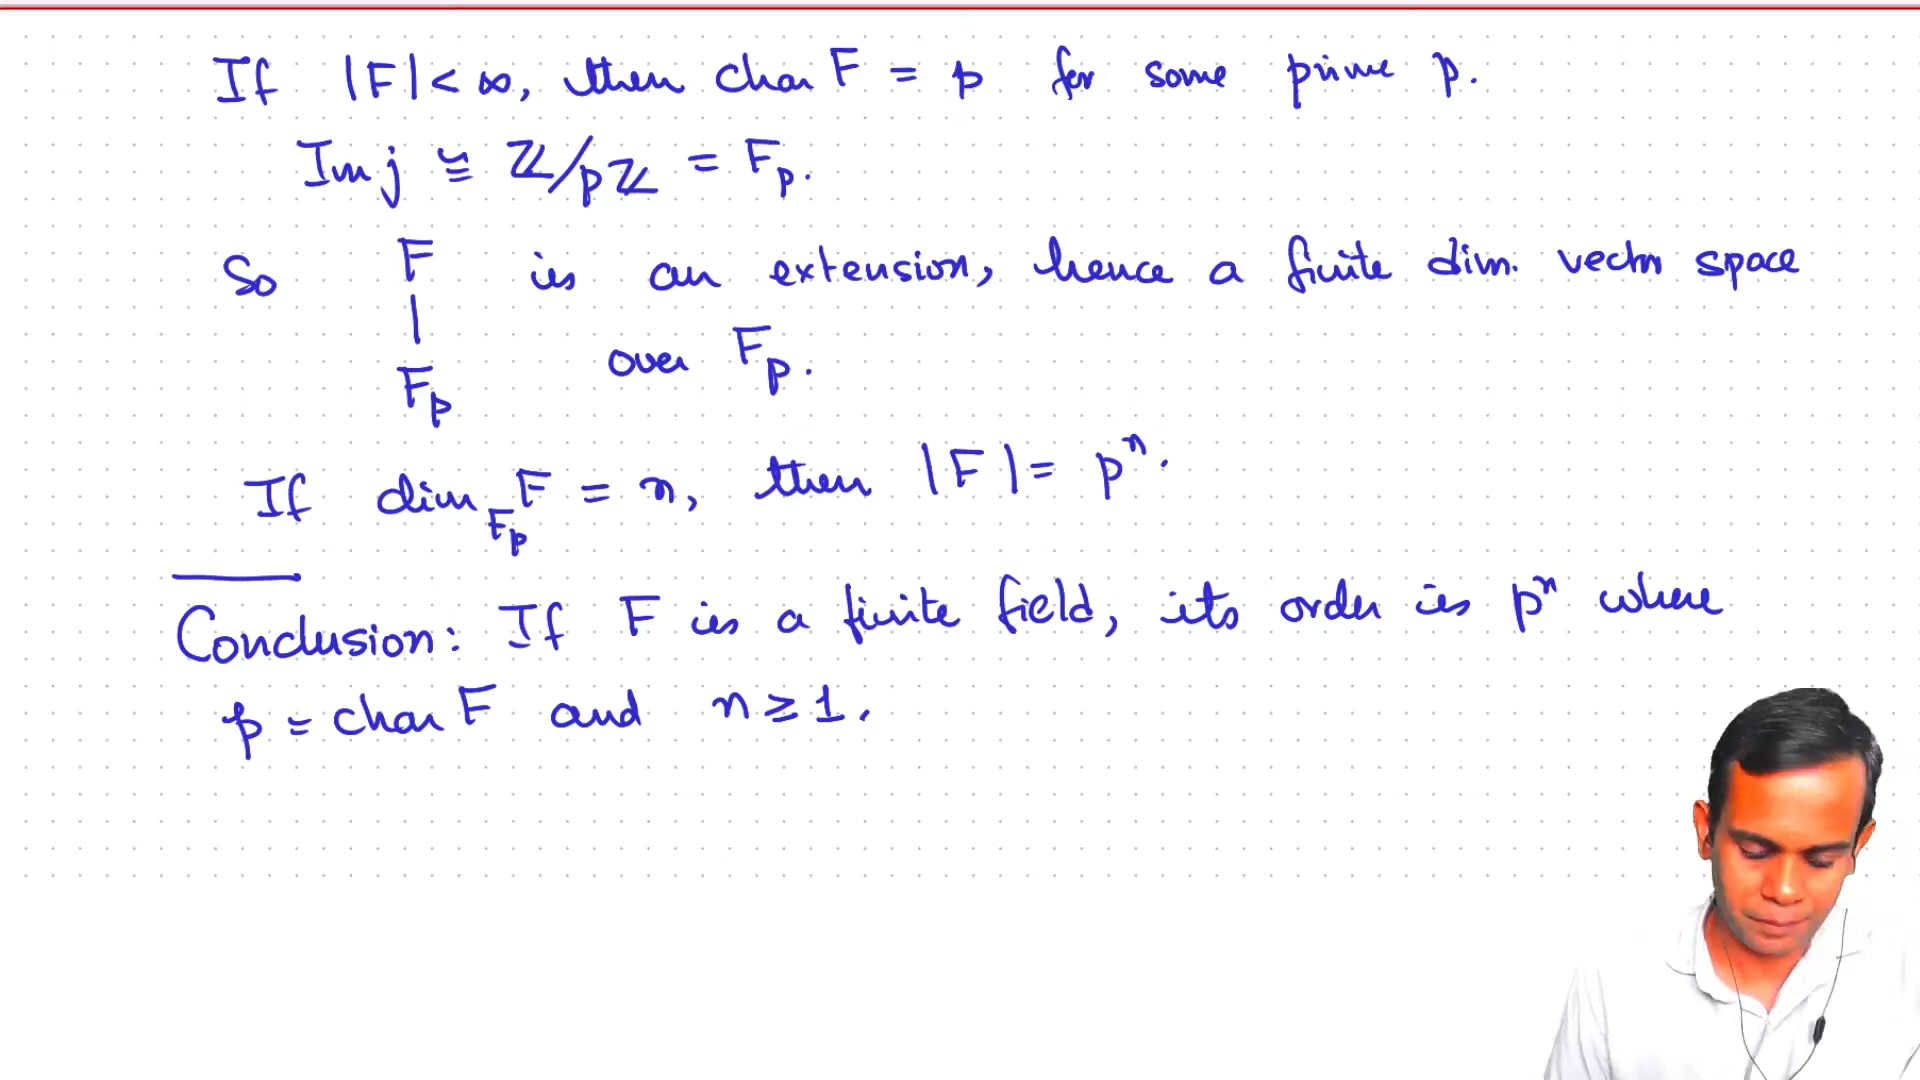 If |F| < ∞, then char F = p for some prime p.
Im j ≅ ℤ/pℤ = F_p.
So F | F_p is an extension, hence a finite dim. vector space
over F_p.
If dim_{F_p} F = n, then |F| = p^n.
Conclusion: If F is a finite field, its order is p^n where
p = char F and n ≥ 1.